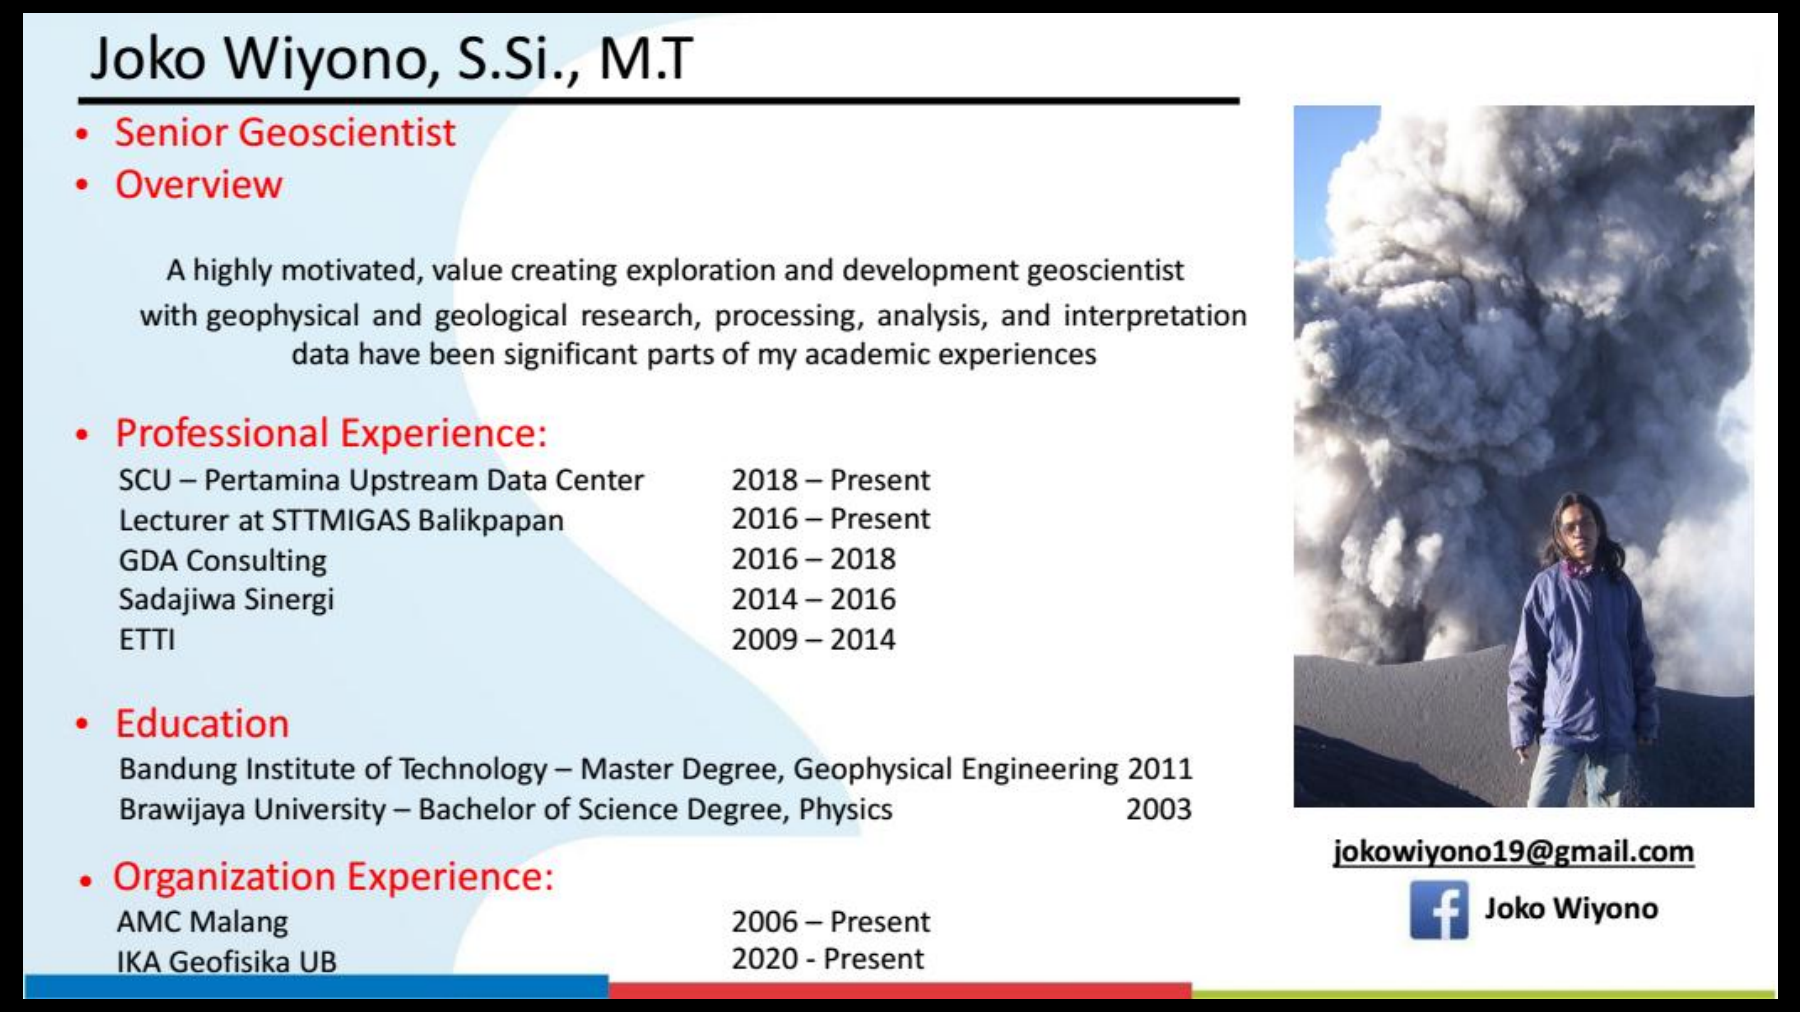 Joko Wiyono, S.Si., M.T
• Senior Geoscientist
• Overview
A highly motivated, value creating exploration and development geoscientist
with geophysical and geological research, processing, analysis, and interpretation
data have been significant parts of my academic experiences
• Professional Experience:
SCU – Pertamina Upstream Data Center 2018 – Present
Lecturer at STTMIGAS Balikpapan 2016 – Present
GDA Consulting 2016 – 2018
Sadajiwa Sinergi 2014 – 2016
ETTI 2009 – 2014
• Education
Bandung Institute of Technology – Master Degree, Geophysical Engineering 2011
Brawijaya University – Bachelor of Science Degree, Physics 2003
• Organization Experience:
AMC Malang 2006 – Present
IKA Geofisika UB 2020 - Present
jokowiyono19@gmail.com
f Joko Wiyono